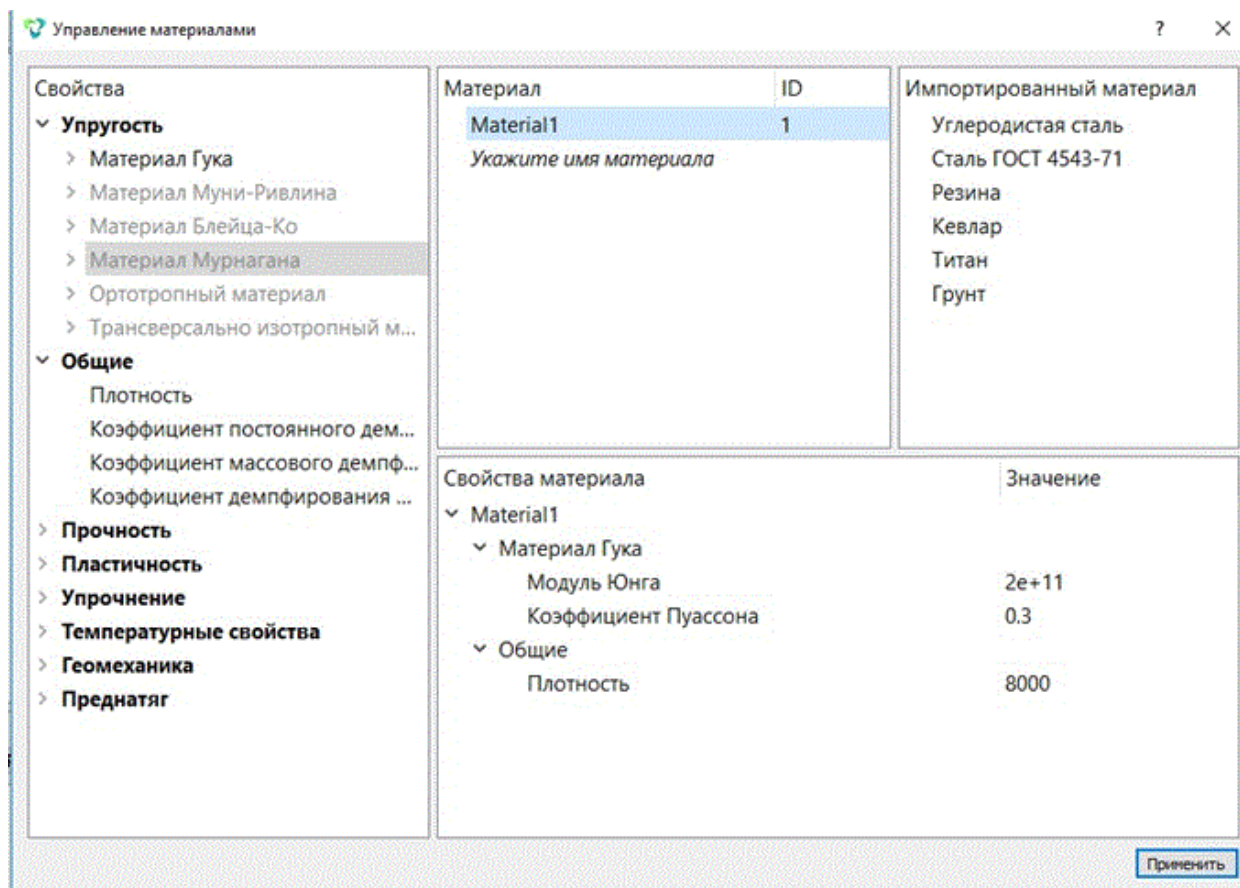 Управление материалами
?
Свойства
Упругость
Материал Гука
Материал Муни-Ривлина
Материал Блейца-Ко
Материал Мурнагана
Ортотропный материал
Трансверсально изотропный м...
Общие
Плотность
Коэффициент постоянного дем...
Коэффициент массового демпф...
Коэффициент демпфирования ...
Прочность
Пластичность
Упрочнение
Температурные свойства
Геомеханика
Преднатяг
Материал ID
Material1 1
Укажите имя материала
Импортированный материал
Углеродистая сталь
Сталь ГОСТ 4543-71
Резина
Кевлар
Титан
Грунт
Свойства материала Значение
Material1
Материал Гука
Модуль Юнга 2e+11
Коэффициент Пуассона 0.3
Общие
Плотность 8000
Применить